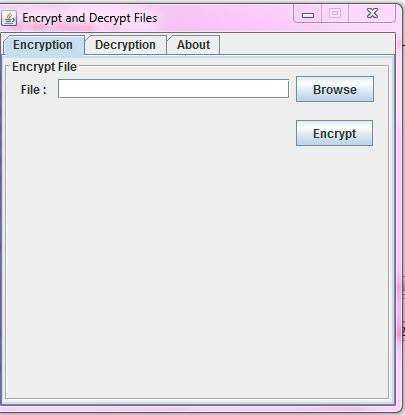 Encrypt and Decrypt Files
Encryption Decryption About
Encrypt File
File : Browse
Encrypt